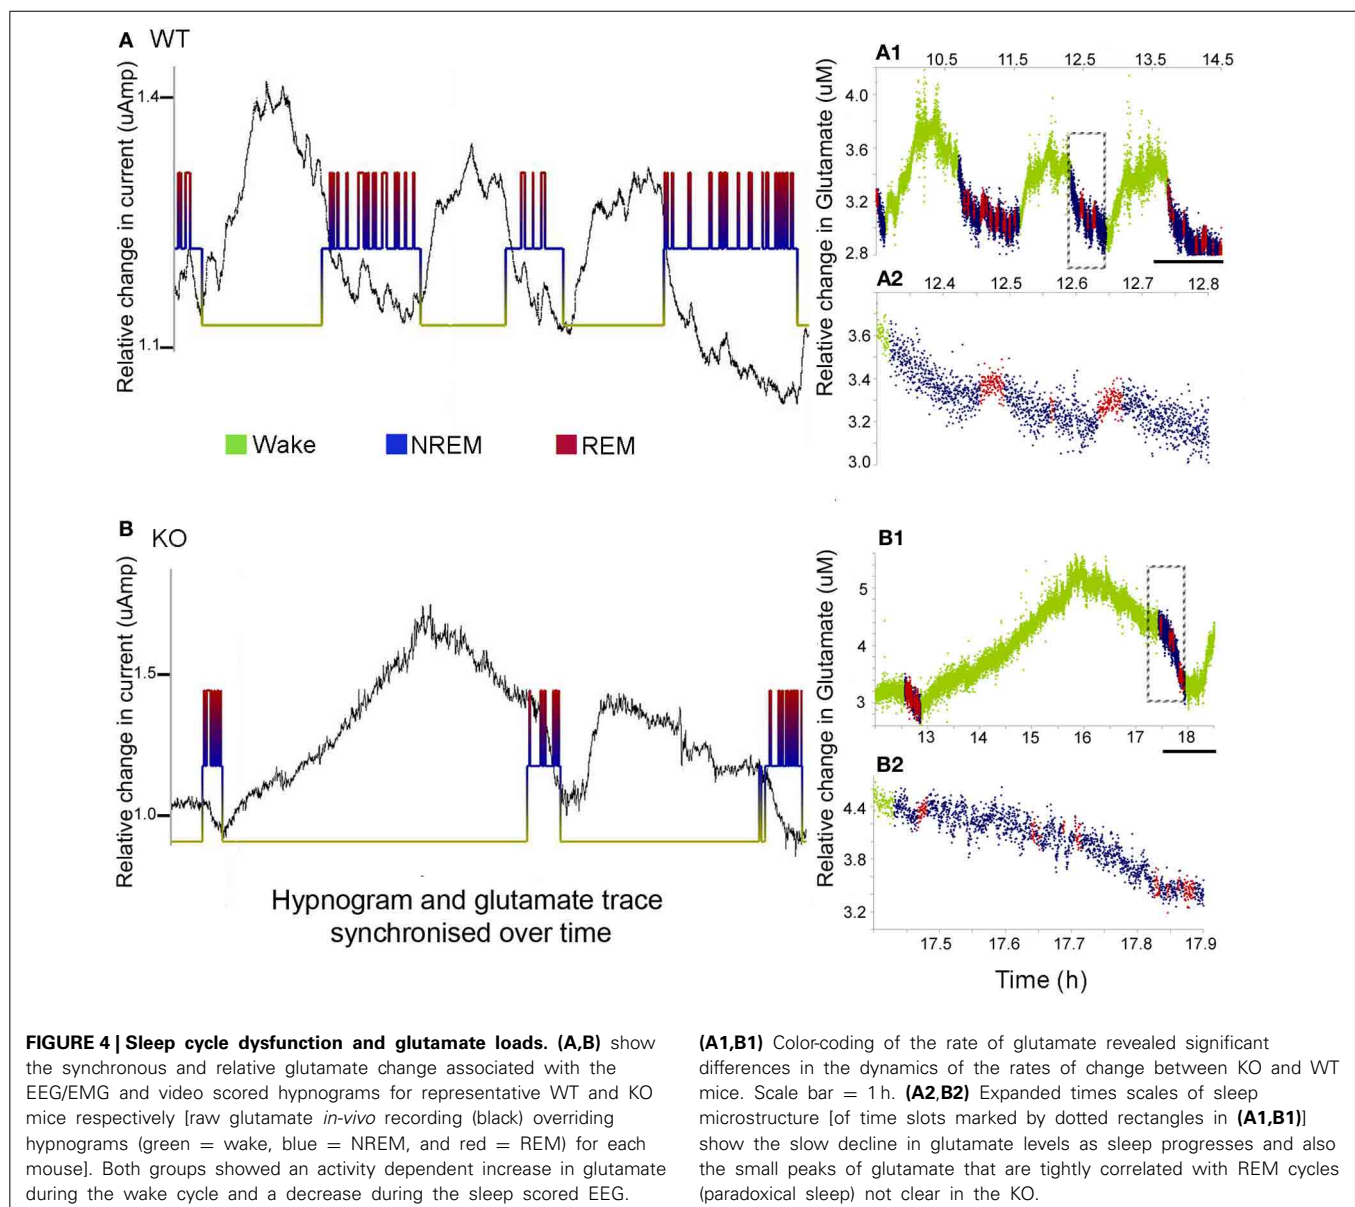 A WT
Relative change in current (uAmp)
1.4
1.1
Wake NREM REM
A1
10.5 11.5 12.5 13.5 14.5
Relative change in Glutamate (uM)
4.0
3.6
3.2
2.8
A2
12.4 12.5 12.6 12.7 12.8
3.6
3.4
3.2
3.0
B KO
Relative change in current (uAmp)
1.5
1.0
Hypnogram and glutamate trace
synchronised over time
B1
Relative change in Glutamate (uM)
5
4
3
13 14 15 16 17 18
B2
4.4
3.8
3.2
17.5 17.6 17.7 17.8 17.9
Time (h)
FIGURE 4 | Sleep cycle dysfunction and glutamate loads. (A,B) show
the synchronous and relative glutamate change associated with the
EEG/EMG and video scored hypnograms for representative WT and KO
mice respectively [raw glutamate in-vivo recording (black) overriding
hypnograms (green = wake, blue = NREM, and red = REM) for each
mouse]. Both groups showed an activity dependent increase in glutamate
during the wake cycle and a decrease during the sleep scored EEG.
(A1,B1) Color-coding of the rate of glutamate revealed significant
differences in the dynamics of the rates of change between KO and WT
mice. Scale bar = 1 h. (A2,B2) Expanded times scales of sleep
microstructure [of time slots marked by dotted rectangles in (A1,B1)]
show the slow decline in glutamate levels as sleep progresses and also
the small peaks of glutamate that are tightly correlated with REM cycles
(paradoxical sleep) not clear in the KO.